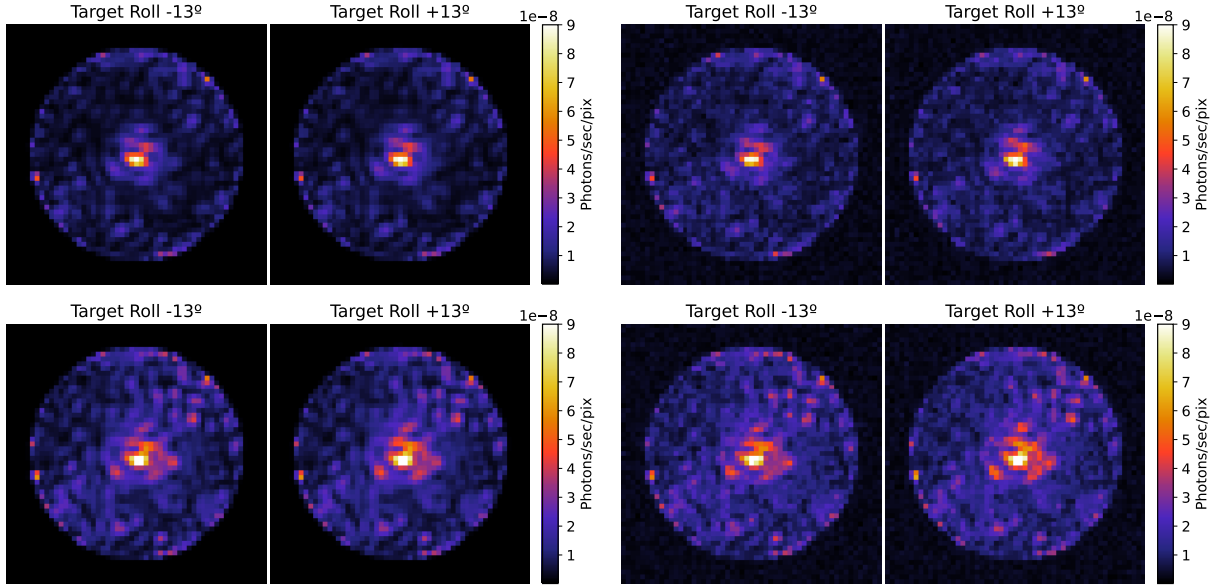 Target Roll -13º
Target Roll +13º
1e−8
9
8
7
6
5
4
3
2
1
Photons/sec/pix
Target Roll -13º
Target Roll +13º
1e−8
9
8
7
6
5
4
3
2
1
Photons/sec/pix
Target Roll -13º
Target Roll +13º
1e−8
9
8
7
6
5
4
3
2
1
Photons/sec/pix
Target Roll -13º
Target Roll +13º
1e−8
9
8
7
6
5
4
3
2
1
Photons/sec/pix